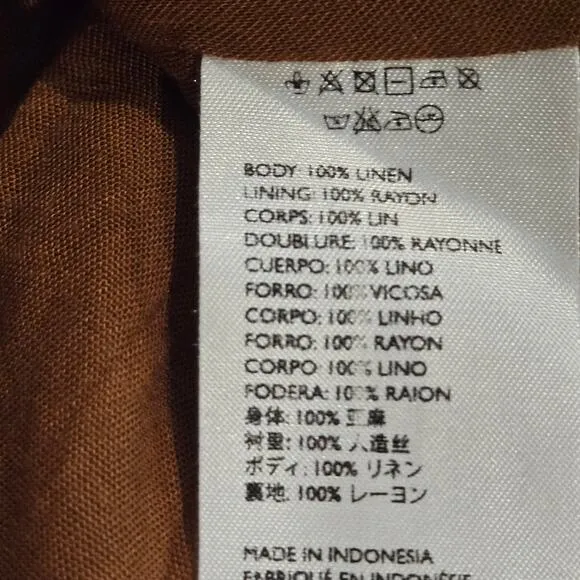 BODY: 100% LINEN
LINING: 100% RAYON
CORPS: 100% LIN
DOUBLURE: 100% RAYONNE
CUERPO: 100% LINO
FORRO: 100% VICOSA
CORPO: 100% LINHO
FORRO: 100% RAYON
CORPO: 100% LINO
FODERA: 100% RAION
身体: 100% 亚麻
衬里: 100% 人造丝
ボディ: 100% リネン
裏地: 100% レーヨン
MADE IN INDONESIA
FABRIQUÉ EN INDONÉSIE